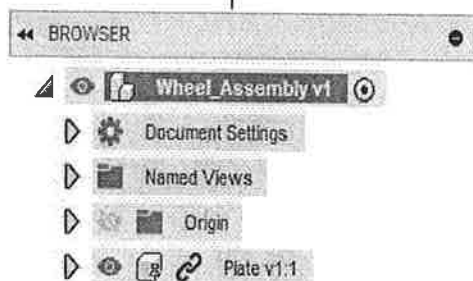 BROWSER
Wheel_Assembly v1
Document Settings
Named Views
Origin
Plate v1:1